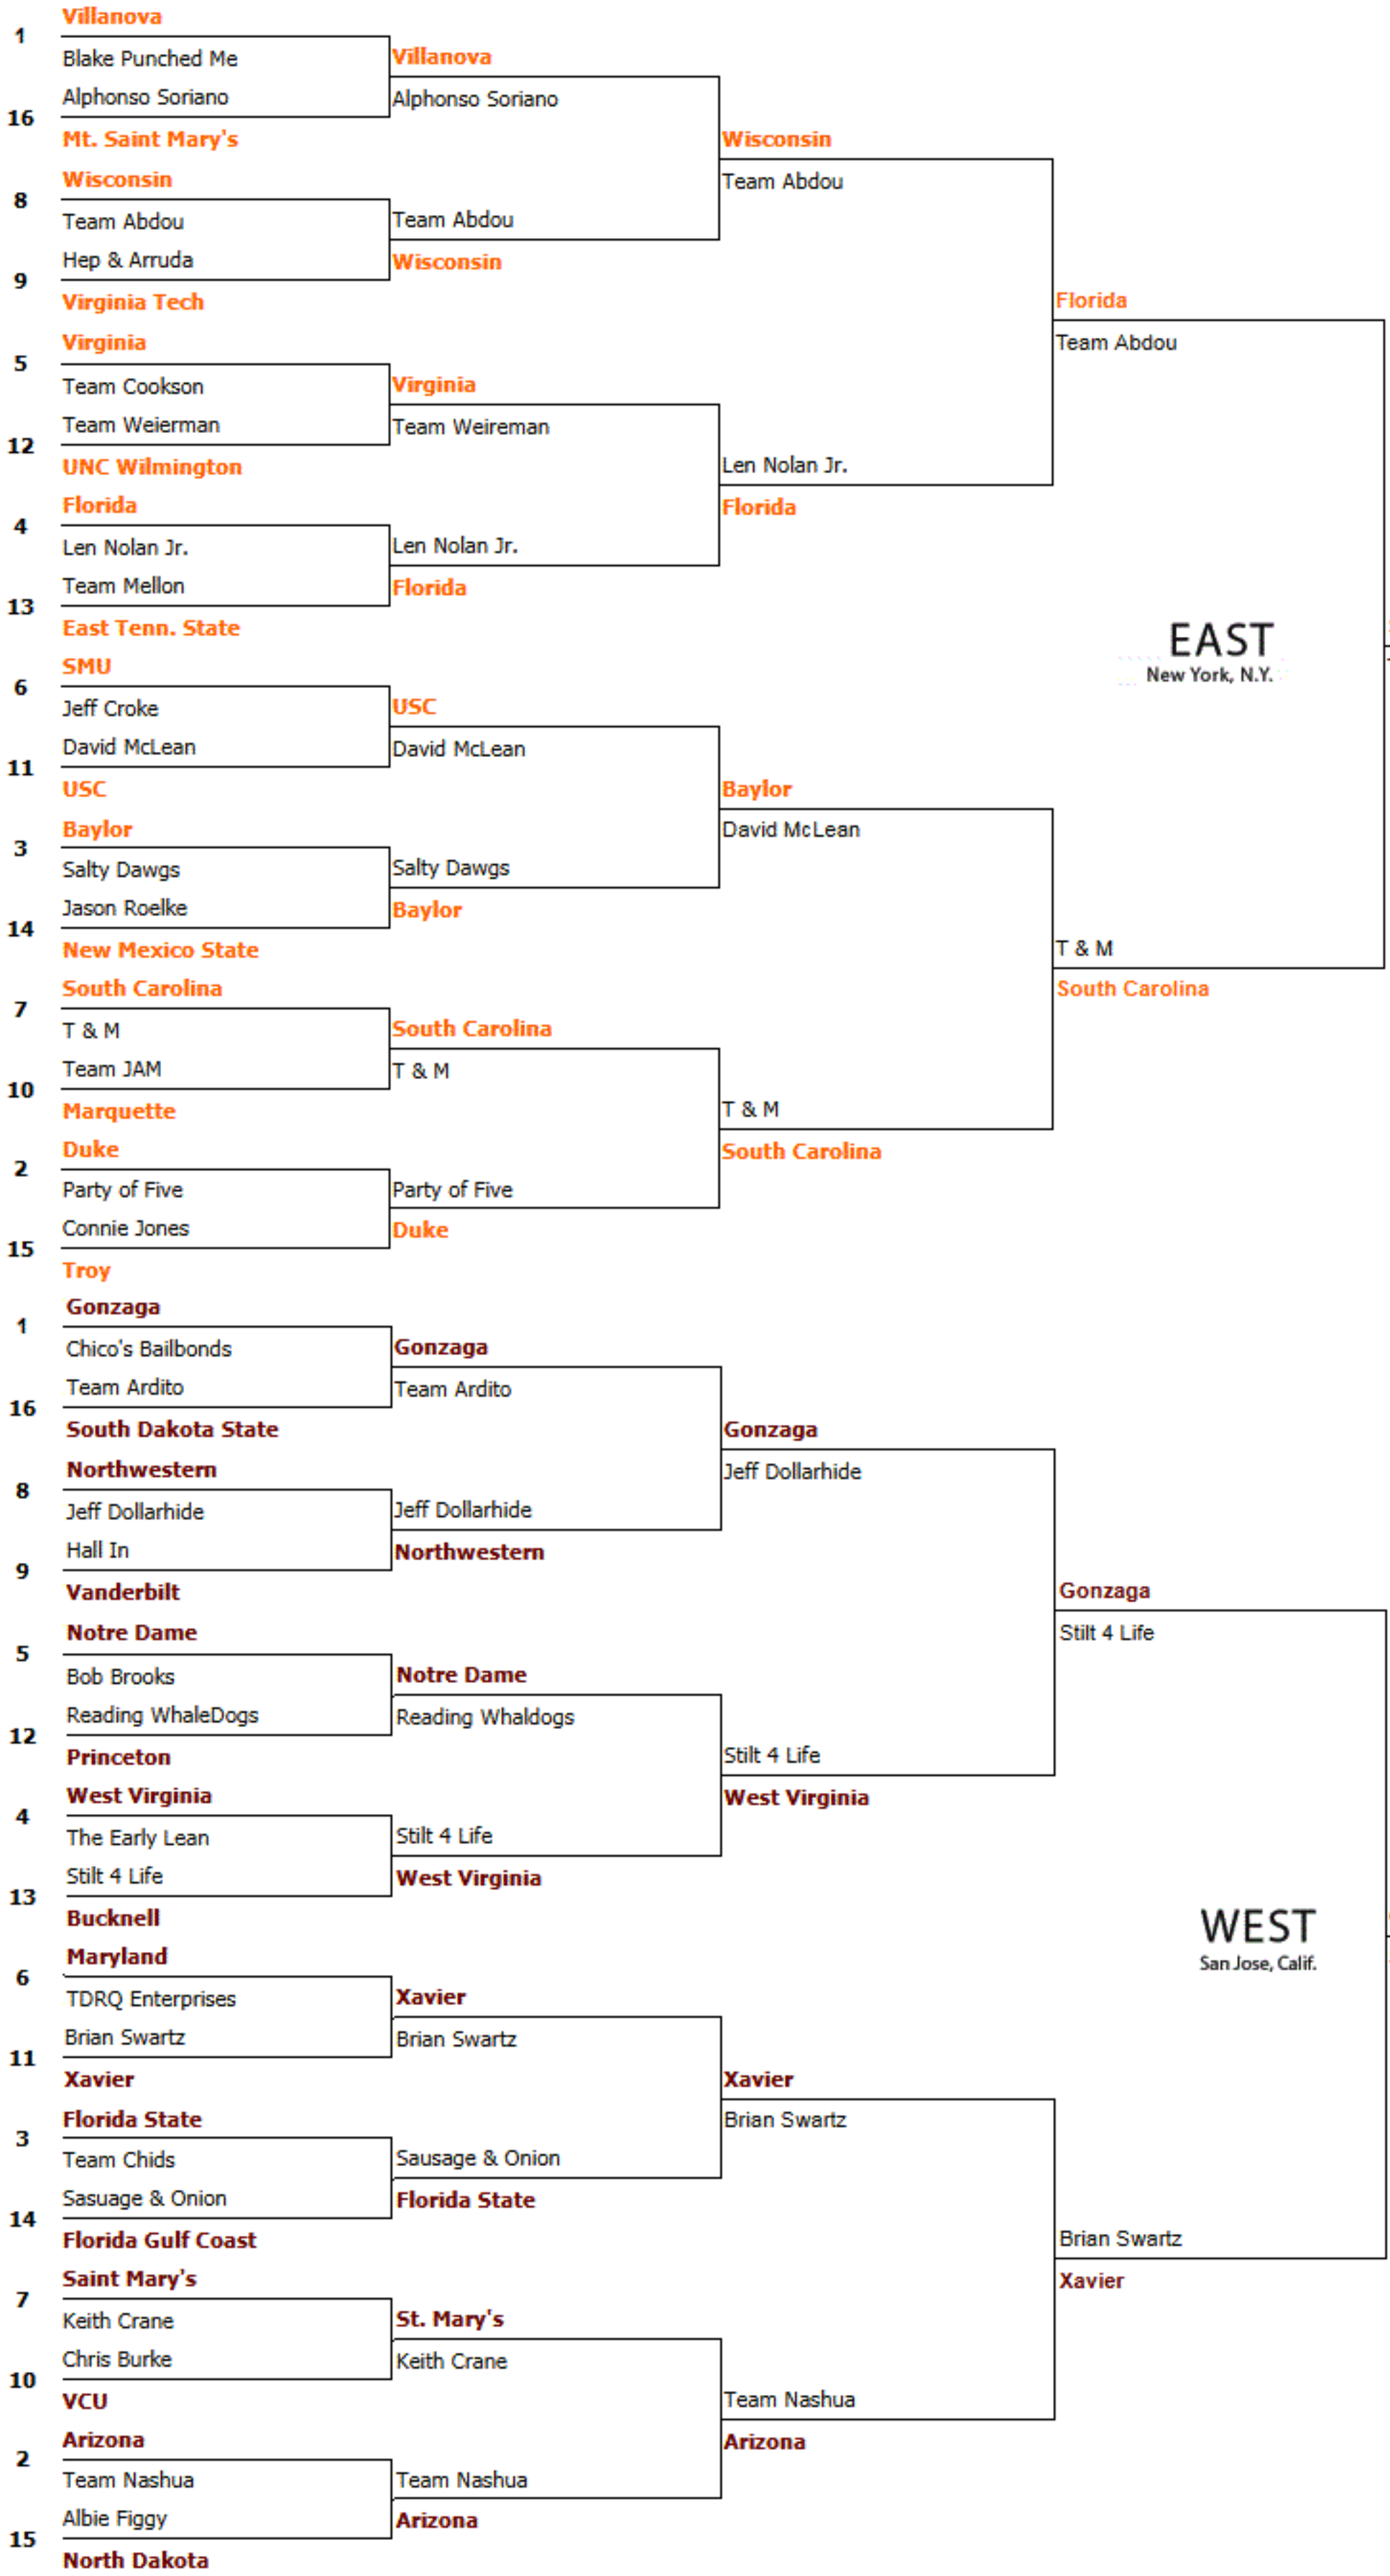 Villanova
1
Blake Punched Me
Alphonso Soriano
16
Mt. Saint Mary's
Wisconsin
8
Team Abdou
Hep & Arruda
9
Virginia Tech
Virginia
5
Team Cookson
Team Weierman
12
UNC Wilmington
Florida
4
Len Nolan Jr.
Team Mellon
13
East Tenn. State
SMU
6
Jeff Croke
David McLean
11
USC
Baylor
3
Salty Dawgs
Jason Roelke
14
New Mexico State
South Carolina
7
T & M
Team JAM
10
Marquette
Duke
2
Party of Five
Connie Jones
15
Troy
Villanova
Alphonso Soriano
Team Abdou
Wisconsin
Virginia
Team Weireman
Len Nolan Jr.
Florida
USC
David McLean
Salty Dawgs
Baylor
South Carolina
T & M
Party of Five
Duke
Wisconsin
Team Abdou
Len Nolan Jr.
Florida
Baylor
David McLean
T & M
South Carolina
Florida
Team Abdou
T & M
South Carolina
EAST
New York, N.Y.
Gonzaga
1
Chico's Bailbonds
Team Ardito
16
South Dakota State
Northwestern
8
Jeff Dollarhide
Hall In
9
Vanderbilt
Notre Dame
5
Bob Brooks
Reading WhaleDogs
12
Princeton
West Virginia
4
The Early Lean
Stilt 4 Life
13
Bucknell
Maryland
6
TDRQ Enterprises
Brian Swartz
11
Xavier
Florida State
3
Team Chids
Sasuage & Onion
14
Florida Gulf Coast
Saint Mary's
7
Keith Crane
Chris Burke
10
VCU
Arizona
2
Team Nashua
Albie Figgy
15
North Dakota
Gonzaga
Team Ardito
Jeff Dollarhide
Northwestern
Notre Dame
Reading Whaldogs
Stilt 4 Life
West Virginia
Xavier
Brian Swartz
Sausage & Onion
Florida State
St. Mary's
Keith Crane
Team Nashua
Arizona
Gonzaga
Jeff Dollarhide
Stilt 4 Life
West Virginia
Xavier
Brian Swartz
Team Nashua
Arizona
Gonzaga
Stilt 4 Life
Brian Swartz
Xavier
WEST
San Jose, Calif.